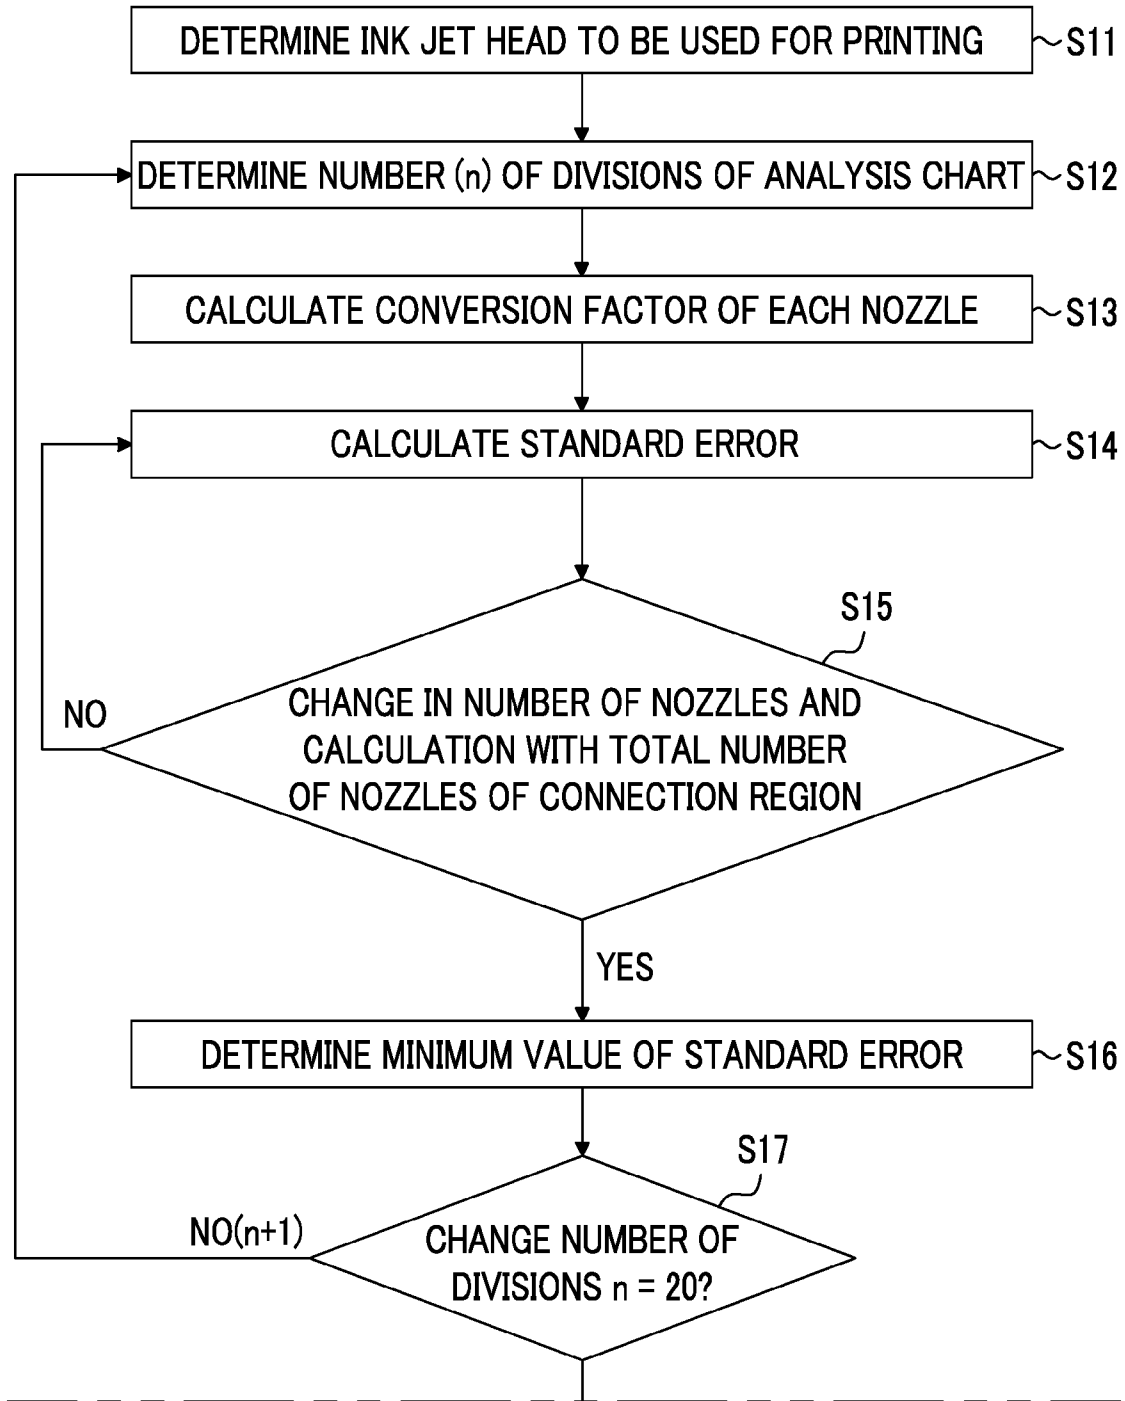 DETERMINE INK JET HEAD TO BE USED FOR PRINTING
S11
DETERMINE NUMBER (n) OF DIVISIONS OF ANALYSIS CHART
S12
CALCULATE CONVERSION FACTOR OF EACH NOZZLE
S13
CALCULATE STANDARD ERROR
S14
S15
CHANGE IN NUMBER OF NOZZLES AND
CALCULATION WITH TOTAL NUMBER
OF NOZZLES OF CONNECTION REGION
NO
YES
DETERMINE MINIMUM VALUE OF STANDARD ERROR
S16
S17
NO(n+1)
CHANGE NUMBER OF
DIVISIONS n = 20?